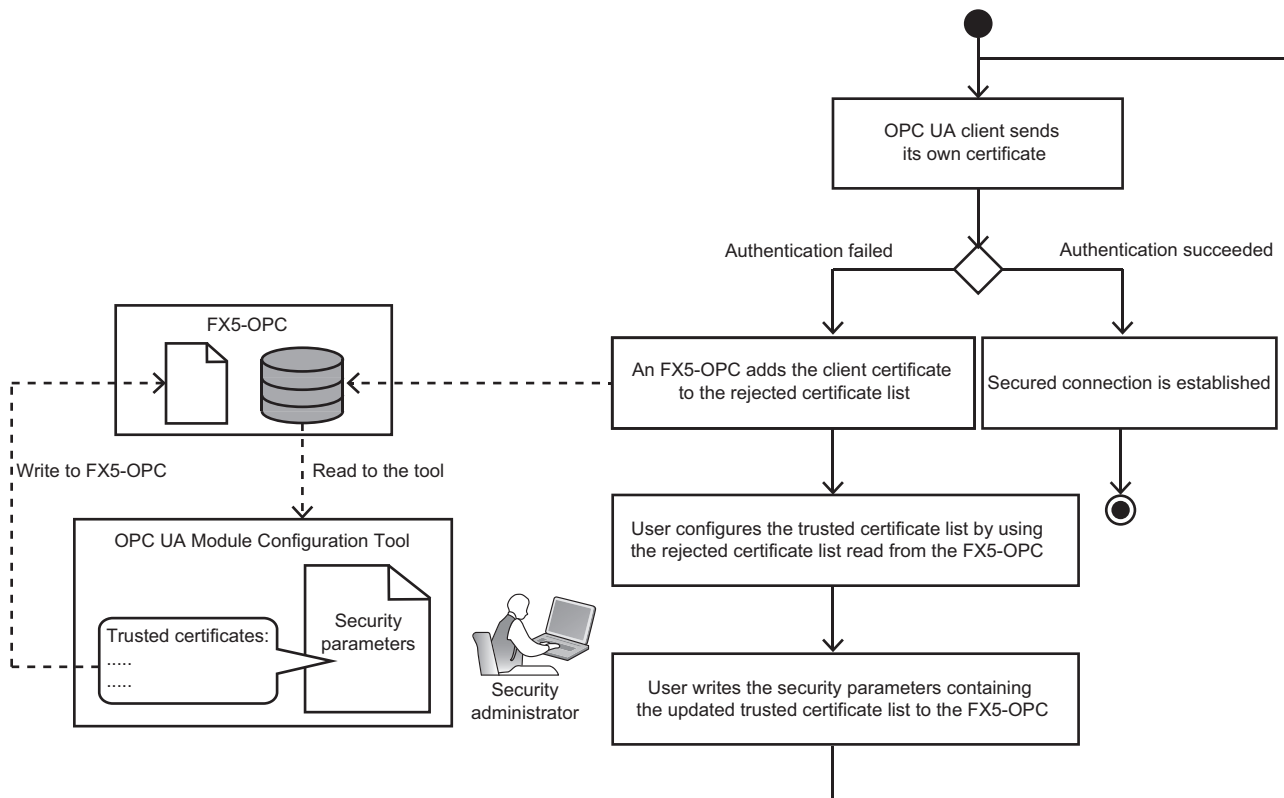 OPC UA client sends
its own certificate
Authentication failed
Authentication succeeded
FX5-OPC
An FX5-OPC adds the client certificate
to the rejected certificate list
Secured connection is established
Write to FX5-OPC
Read to the tool
User configures the trusted certificate list by using
the rejected certificate list read from the FX5-OPC
OPC UA Module Configuration Tool
Trusted certificates:
.....
.....
Security
parameters
Security
administrator
User writes the security parameters containing
the updated trusted certificate list to the FX5-OPC